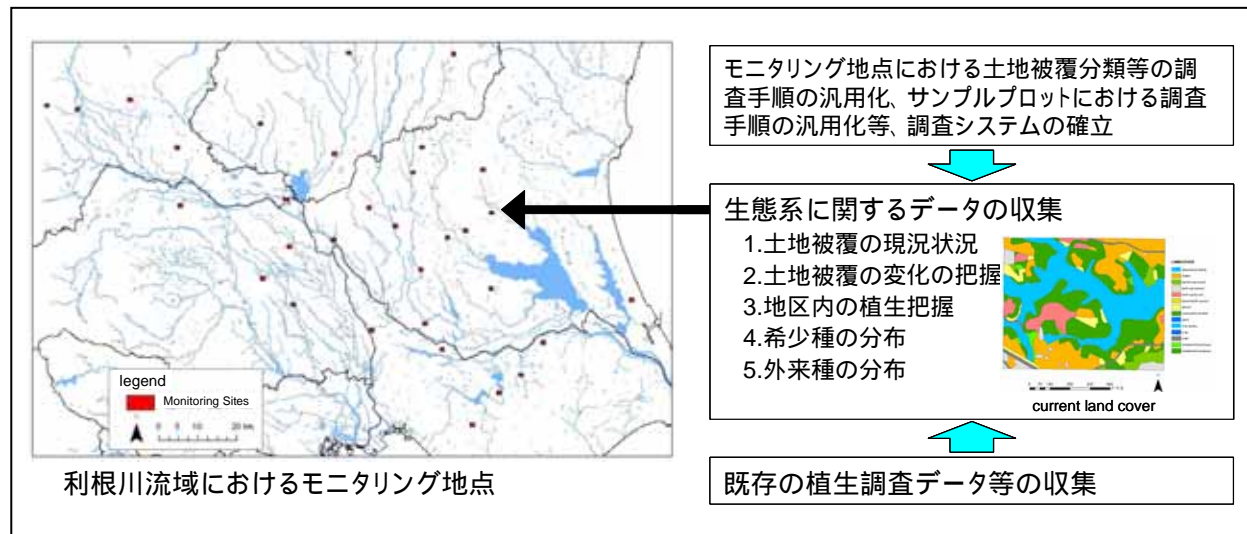 legend
Monitoring Sites
0 5 10 20 km
利根川流域におけるモニタリング地点
モニタリング地点における土地被覆分類等の調
査手順の汎用化、サンプルプロットにおける調査
手順の汎用化等、調査システムの確立
生態系に関するデータの収集
1.土地被覆の現況状況
2.土地被覆の変化の把握
3.地区内の植生把握
4.希少種の分布
5.外来種の分布
current land cover
既存の植生調査データ等の収集